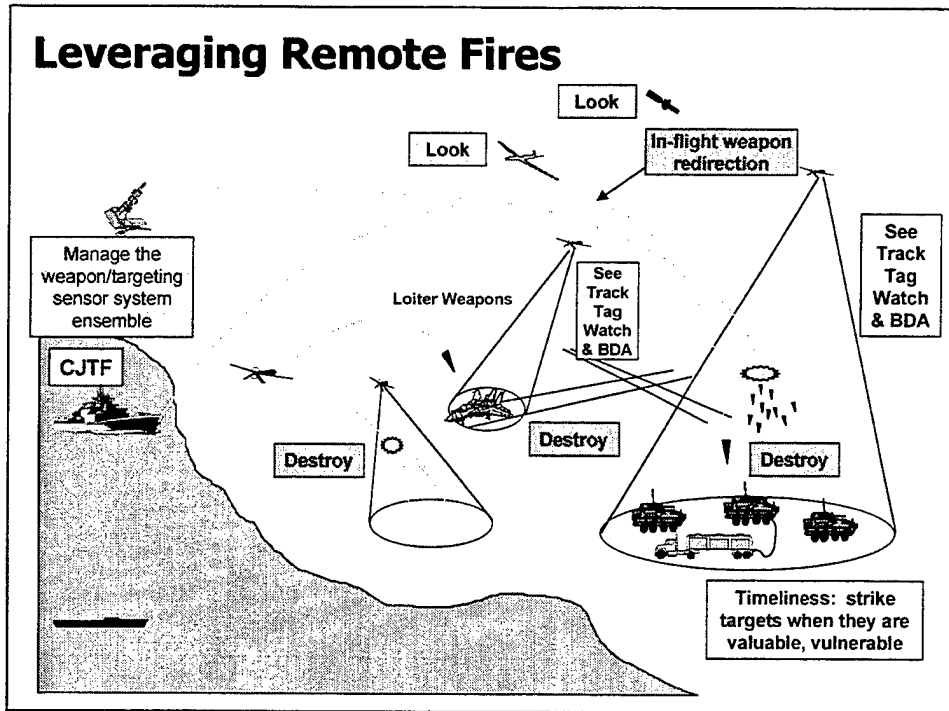 Leveraging Remote Fires
Look
Look
In-flight weapon
redirection
Manage the
weapon/targeting
sensor system
ensemble
CJTF
Loiter Weapons
See
Track
Tag
Watch
& BDA
See
Track
Tag
Watch
& BDA
Destroy
Destroy
Destroy
Timeliness: strike
targets when they are
valuable, vulnerable